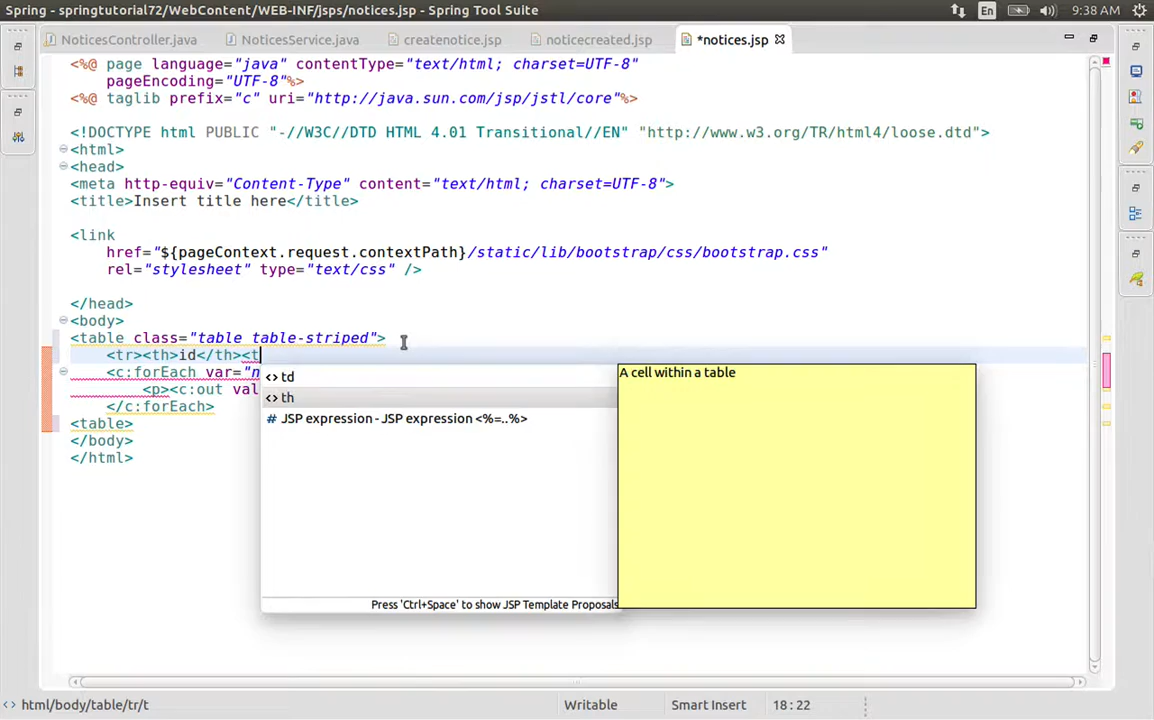 Spring - springtutorial72/WebContent/WEB-INF/jsps/notices.jsp - Spring Tool Suite
En
9:38 AM
NoticesController.java
NoticesService.java
createnotice.jsp
noticecreated.jsp
*notices.jsp
<%@ page language="java" contentType="text/html; charset=UTF-8"
pageEncoding="UTF-8"%>
<%@ taglib prefix="c" uri="http://java.sun.com/jsp/jstl/core"%>
<!DOCTYPE html PUBLIC "-//W3C//DTD HTML 4.01 Transitional//EN" "http://www.w3.org/TR/html4/loose.dtd">
<html>
<head>
<meta http-equiv="Content-Type" content="text/html; charset=UTF-8">
<title>Insert title here</title>
<link
href="${pageContext.request.contextPath}/static/lib/bootstrap/css/bootstrap.css"
rel="stylesheet" type="text/css" />
</head>
<body>
<table class="table table-striped">
<tr><th>id</th><t
<c:forEach var="n
<p><c:out val
</c:forEach>
<table>
</body>
</html>
<> td
<> th
# JSP expression - JSP expression <%=..%>
Press 'Ctrl+Space' to show JSP Template Proposals
A cell within a table
<> html/body/table/tr/t
Writable
Smart Insert
18 : 22